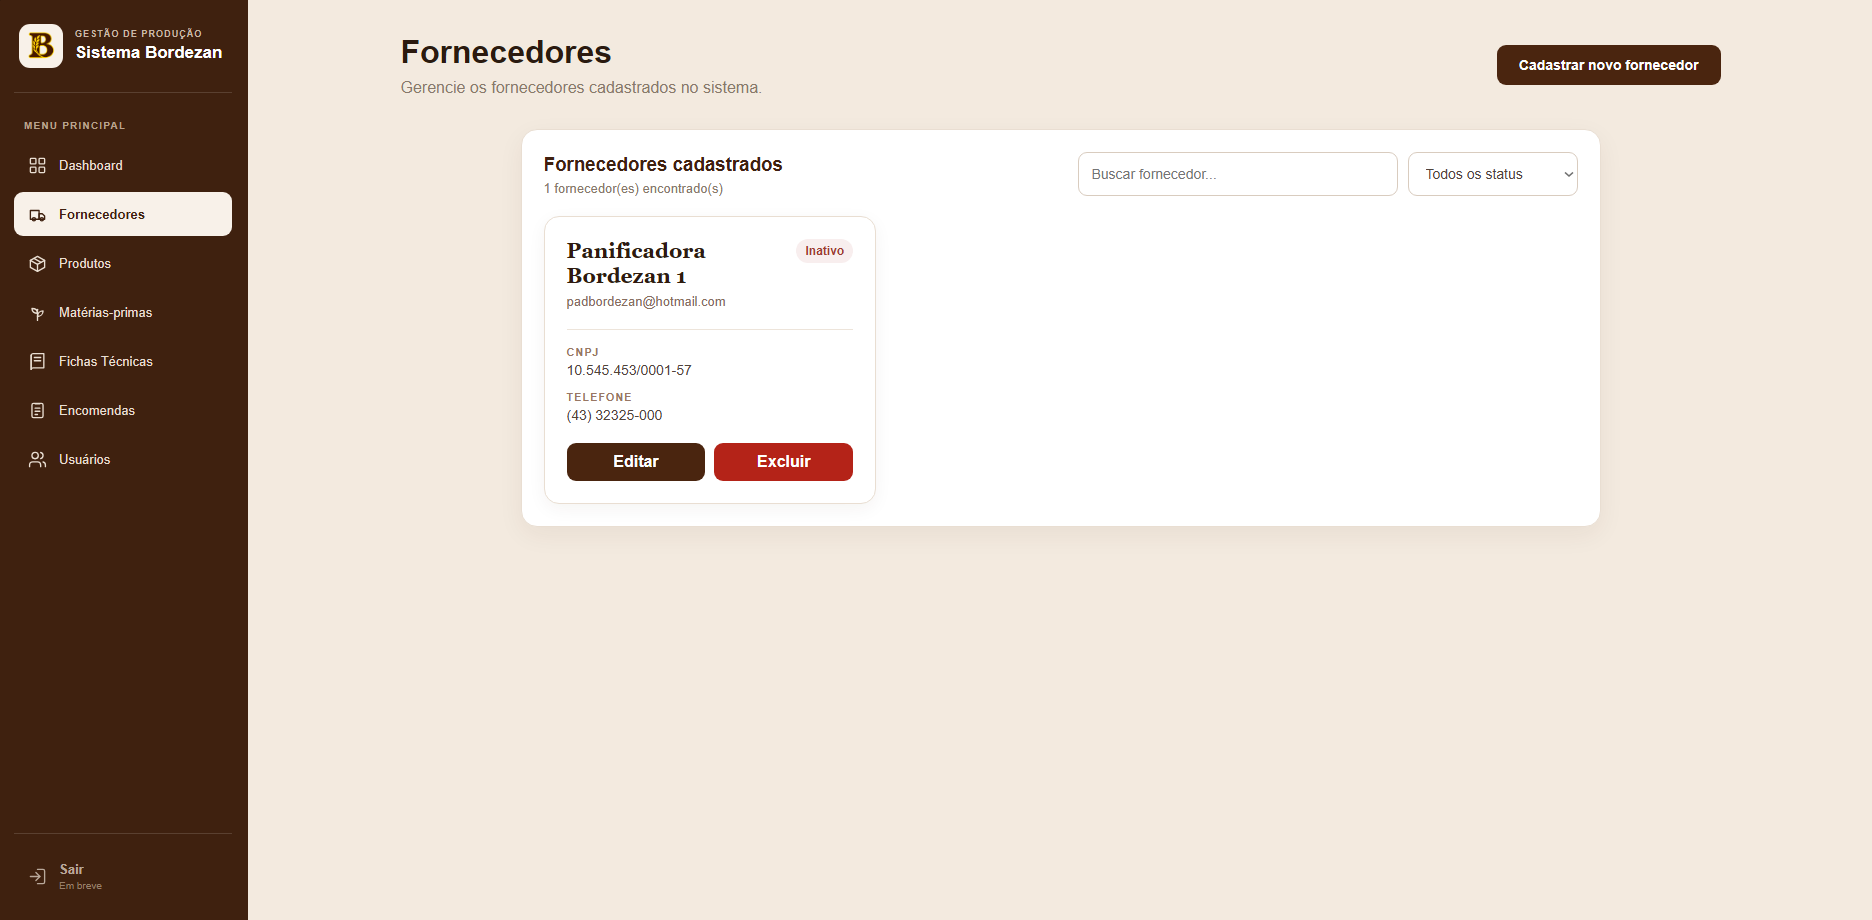 B
GESTÃO DE PRODUÇÃO
Sistema Bordezan
MENU PRINCIPAL
Dashboard
Fornecedores
Produtos
Matérias-primas
Fichas Técnicas
Encomendas
Usuários
Sair
Em breve
Fornecedores
Gerencie os fornecedores cadastrados no sistema.
Cadastrar novo fornecedor
Fornecedores cadastrados
1 fornecedor(es) encontrado(s)
Buscar fornecedor...
Todos os status
Panificadora
Bordezan 1
Inativo
padbordezan@hotmail.com
CNPJ
10.545.453/0001-57
TELEFONE
(43) 32325-000
Editar
Excluir